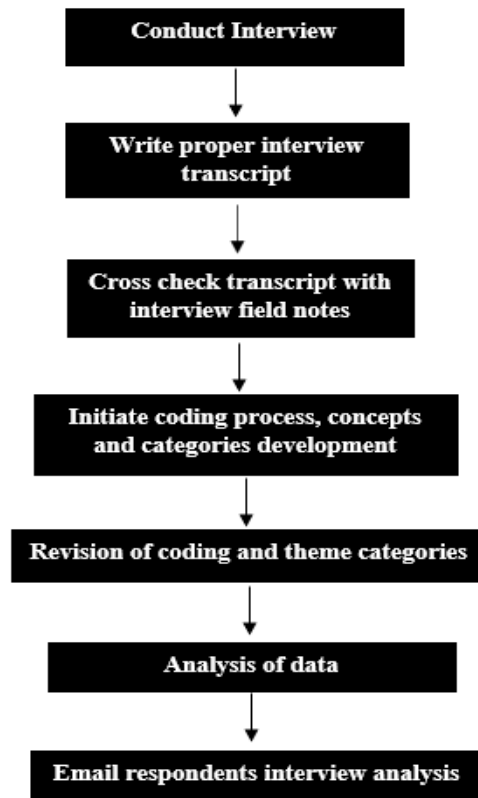 Conduct Interview
Write proper interview
transcript
Cross check transcript with
interview field notes
Initiate coding process, concepts
and categories development
Revision of coding and theme categories
Analysis of data
Email respondents interview analysis